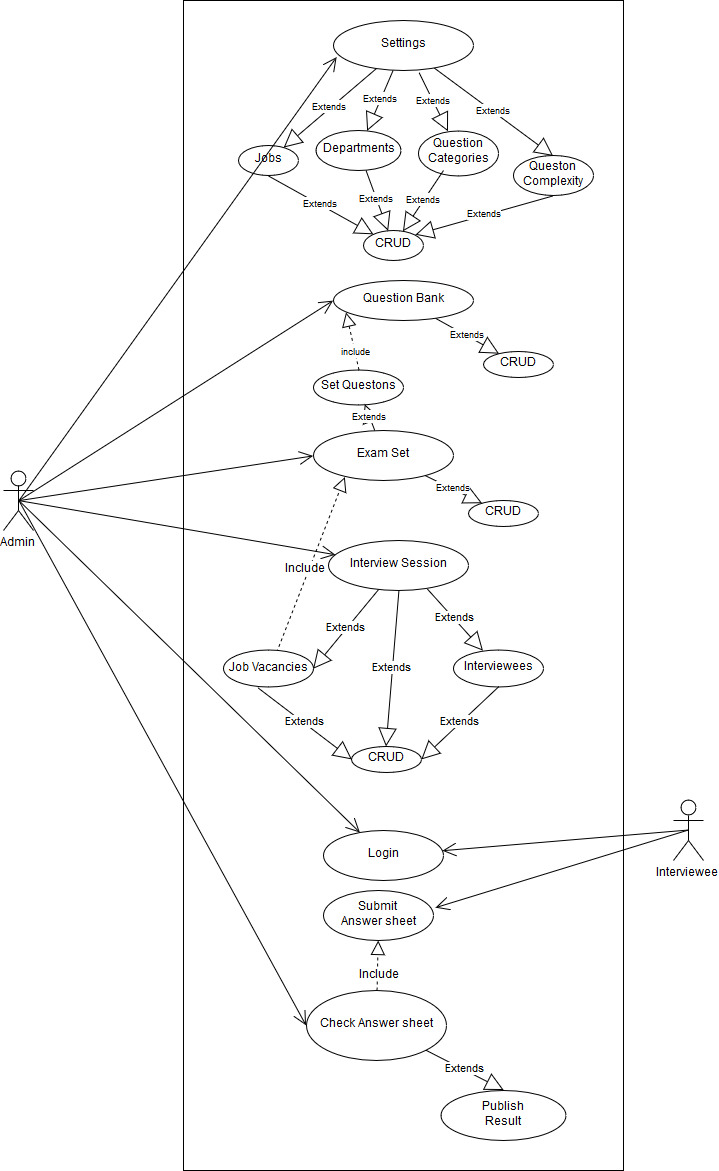 Settings
Extends
Extends
Extends
Extends
Jobs
Departments
Question
Categories
Queston
Complexity
Extends
Extends
Extends
Extends
CRUD
Question Bank
Extends
include
CRUD
Set Questons
Extends
Exam Set
Extends
CRUD
Admin
Interview Session
Include
Extends
Extends
Extends
Job Vacancies
Interviewees
Extends
Extends
CRUD
Login
Interviewee
Submit
Answer sheet
Include
Check Answer sheet
Extends
Publish
Result